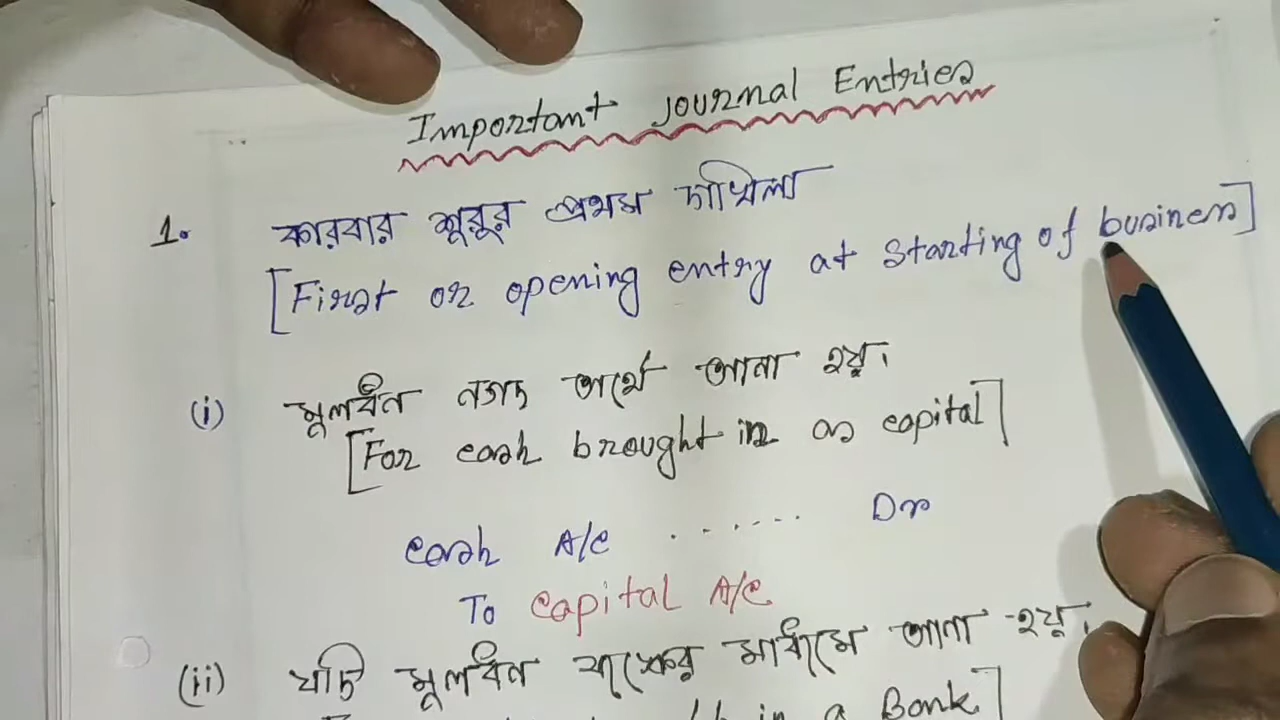 Important Journal Entries
1. কারবার শুরুর প্রথম দাখিলা
[First or opening entry at starting of business]
(i) মূলধন নগদ অর্থে আনা হয়।
[For cash brought in as capital]
cash A/c ....... Dr
To capital A/c
(ii) যদি মূলধন ব্যাঙ্কের মাধ্যমে আনা হয়।
in a Bank]